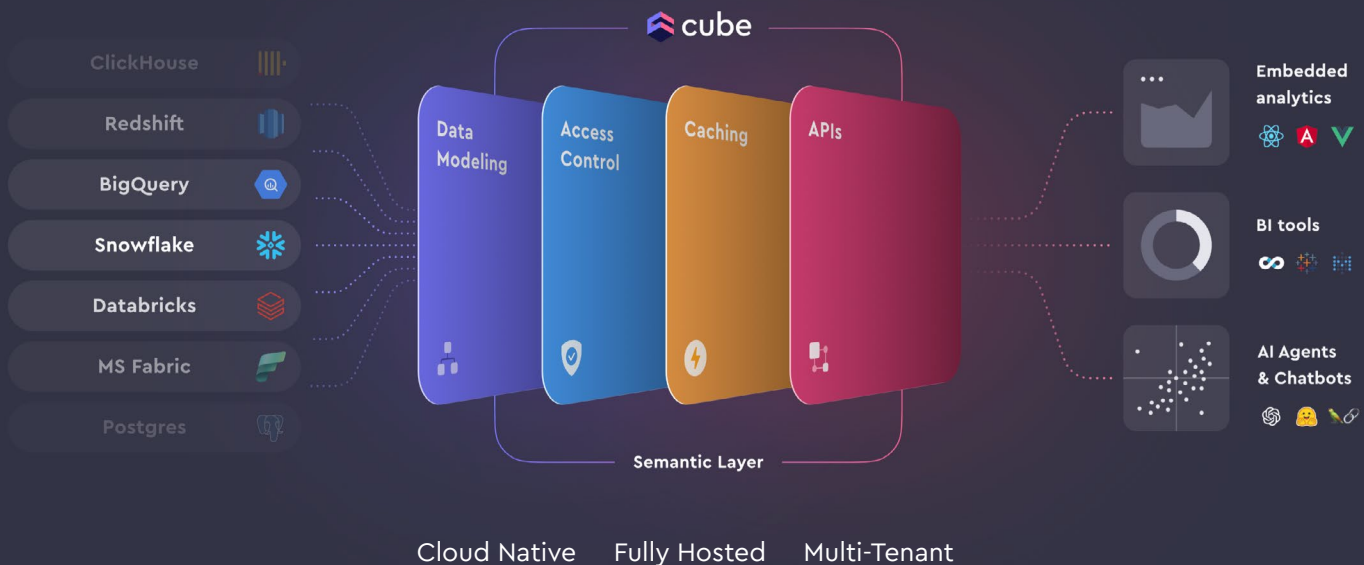 cube
ClickHouse
Redshift
BigQuery
Snowflake
Databricks
MS Fabric
Postgres
Data
Modeling
Access
Control
Caching
APIs
Semantic Layer
Embedded
analytics
BI tools
AI Agents
& Chatbots
Cloud Native Fully Hosted Multi-Tenant